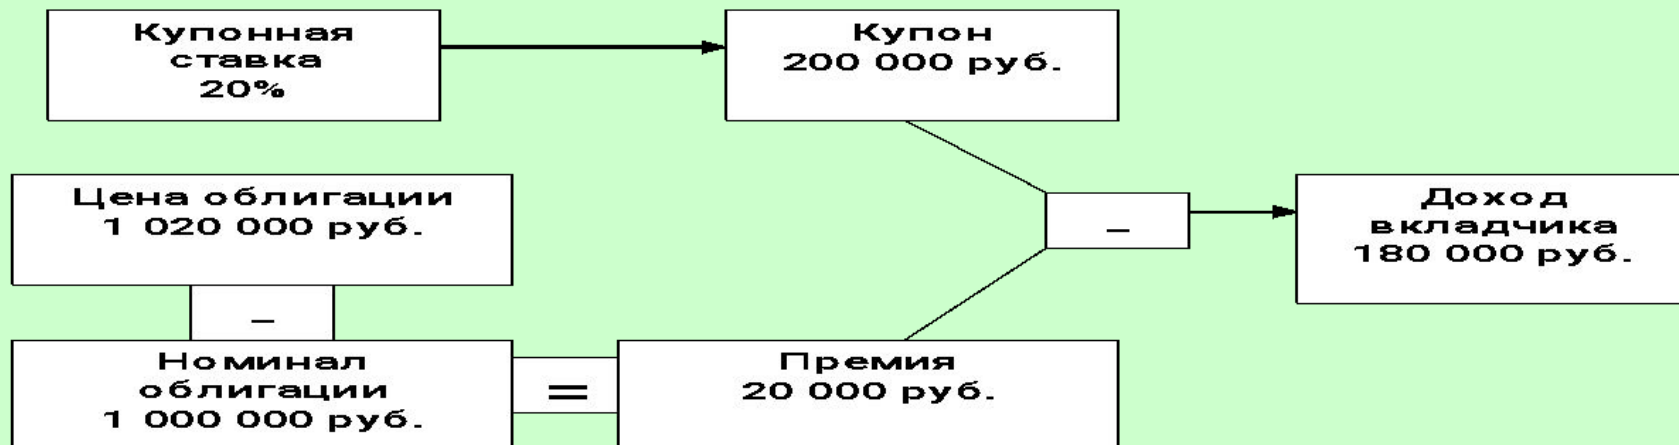 Купонная
ставка
20%
Купон
200 000 руб.
Цена облигации
1 020 000 руб.
–
Доход
вкладчика
180 000 руб.
–
Номинал
облигации
1 000 000 руб.
=
Премия
20 000 руб.